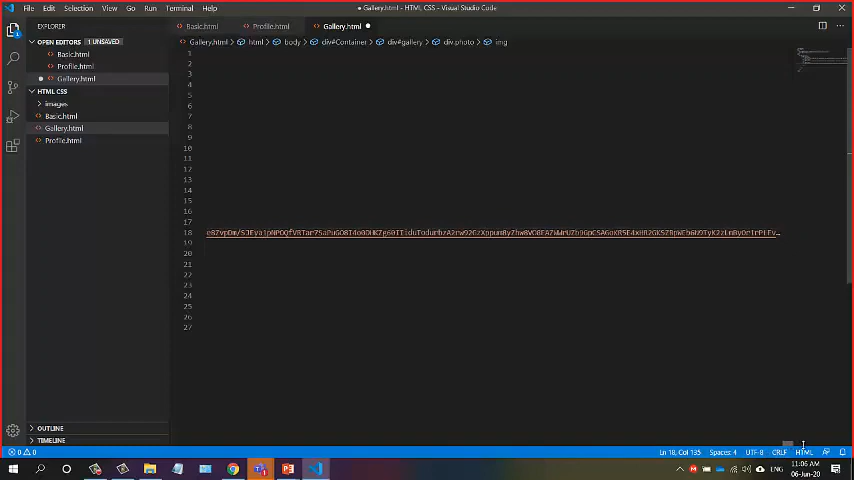 File Edit Selection View Go Run Terminal Help
● Gallery.html - HTML CSS - Visual Studio Code
EXPLORER
Basic.html Profile.html Gallery.html ●
OPEN EDITORS 1 UNSAVED
Gallery.html > html > body > div#Container > div#gallery > div.photo > img
Basic.html
Profile.html
● Gallery.html
HTML CSS
images
Basic.html
Gallery.html
Profile.html
1
2
3
4
5
6
7
8
9
10
11
12
13
14
15
16
17
18
19
20
21
22
23
24
25
26
27
OUTLINE
TIMELINE
0 0 Ln 18, Col 135 Spaces: 4 UTF-8 CRLF HTML
ENG 11:06 AM
06-Jun-20